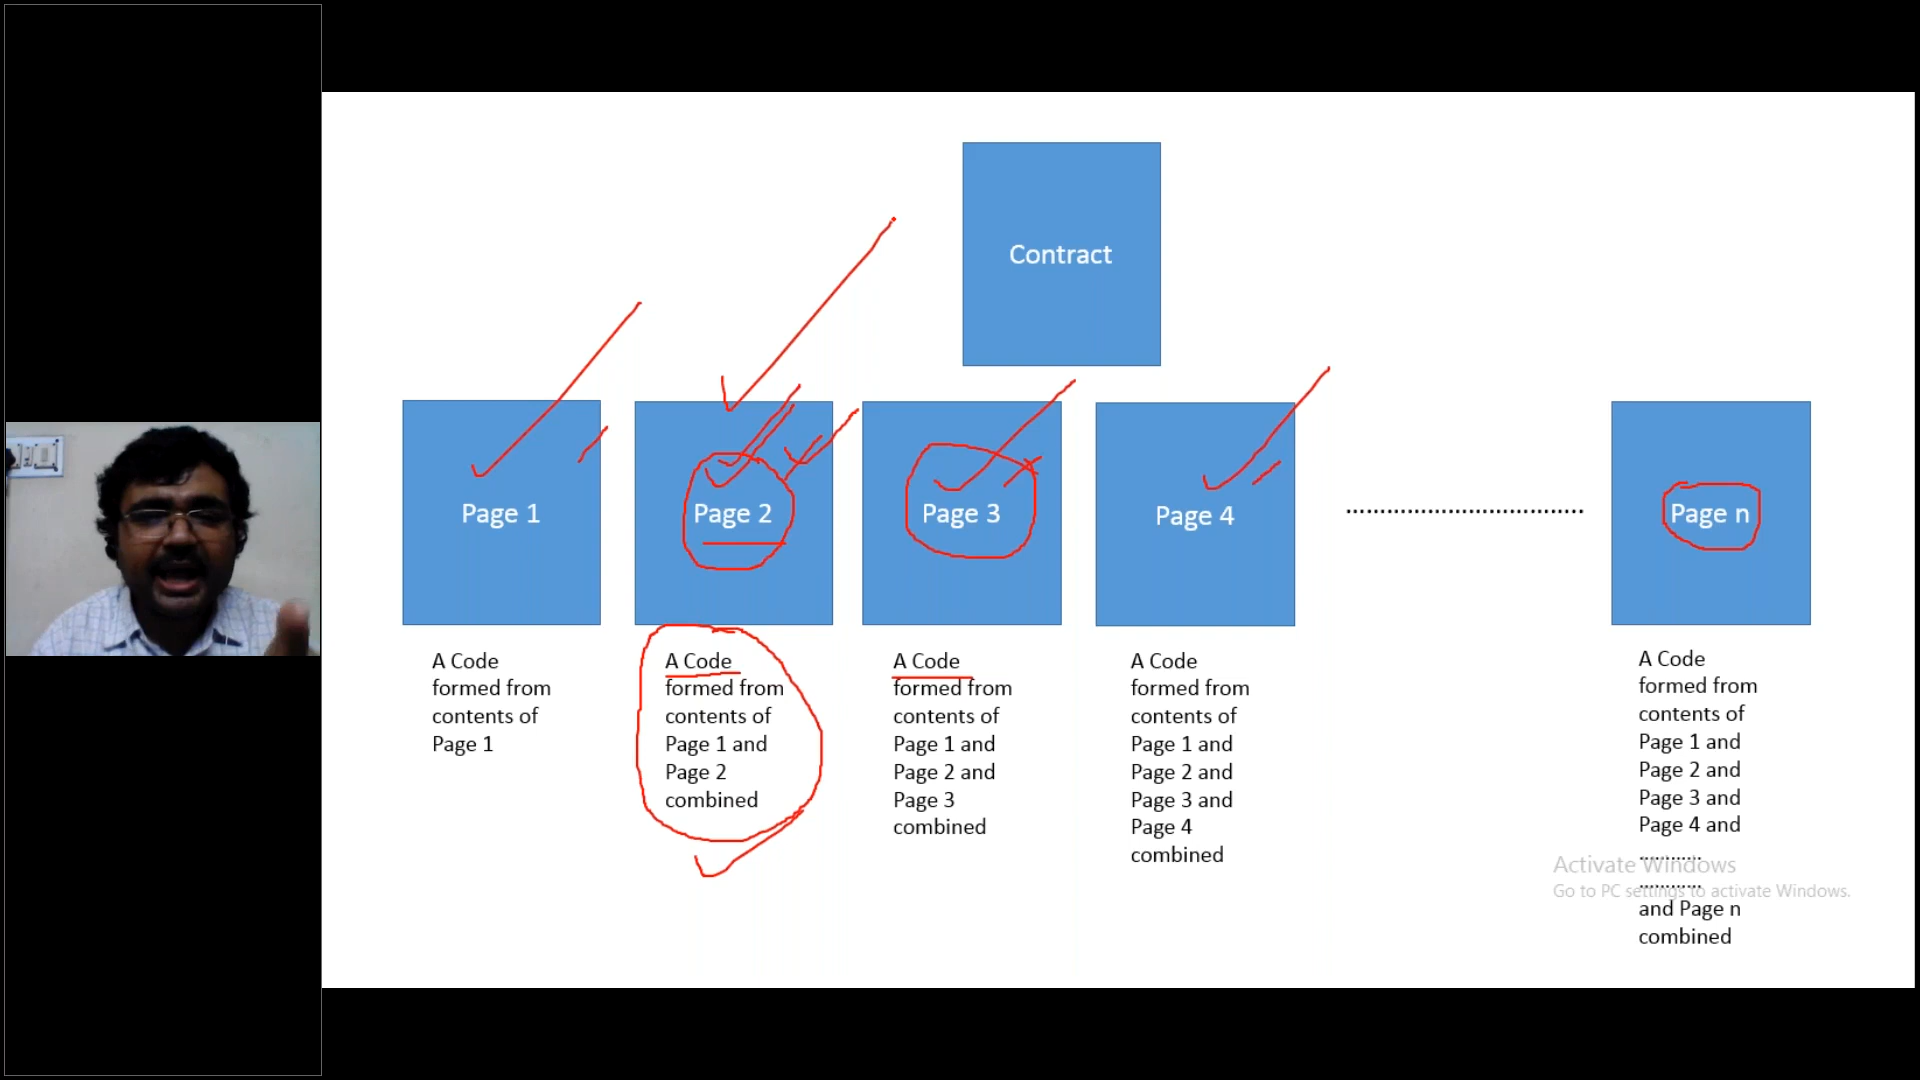 Contract
Page 1
Page 2
Page 3
Page 4
Page n
A Code
formed from
contents of
Page 1
A Code
formed from
contents of
Page 1 and
Page 2
combined
A Code
formed from
contents of
Page 1 and
Page 2 and
Page 3
combined
A Code
formed from
contents of
Page 1 and
Page 2 and
Page 3 and
Page 4
combined
A Code
formed from
contents of
Page 1 and
Page 2 and
Page 3 and
Page 4 and
............
............
and Page n
combined
Activate Windows
Go to PC settings to activate Windows.